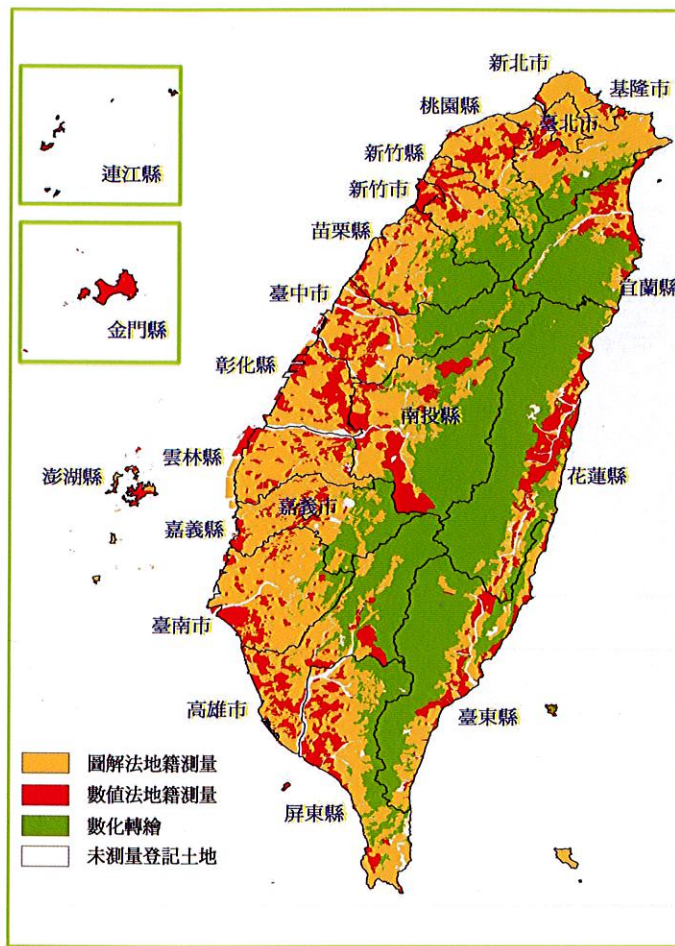 新北市
基隆市
桃園縣
臺北市
新竹縣
連江縣
新竹市
苗栗縣
宜蘭縣
臺中市
金門縣
彰化縣
南投縣
雲林縣
澎湖縣
花蓮縣
嘉義市
嘉義縣
臺南市
高雄市
臺東縣
圖解法地籍測量
數值法地籍測量
屏東縣
數化轉繪
未測量登記土地